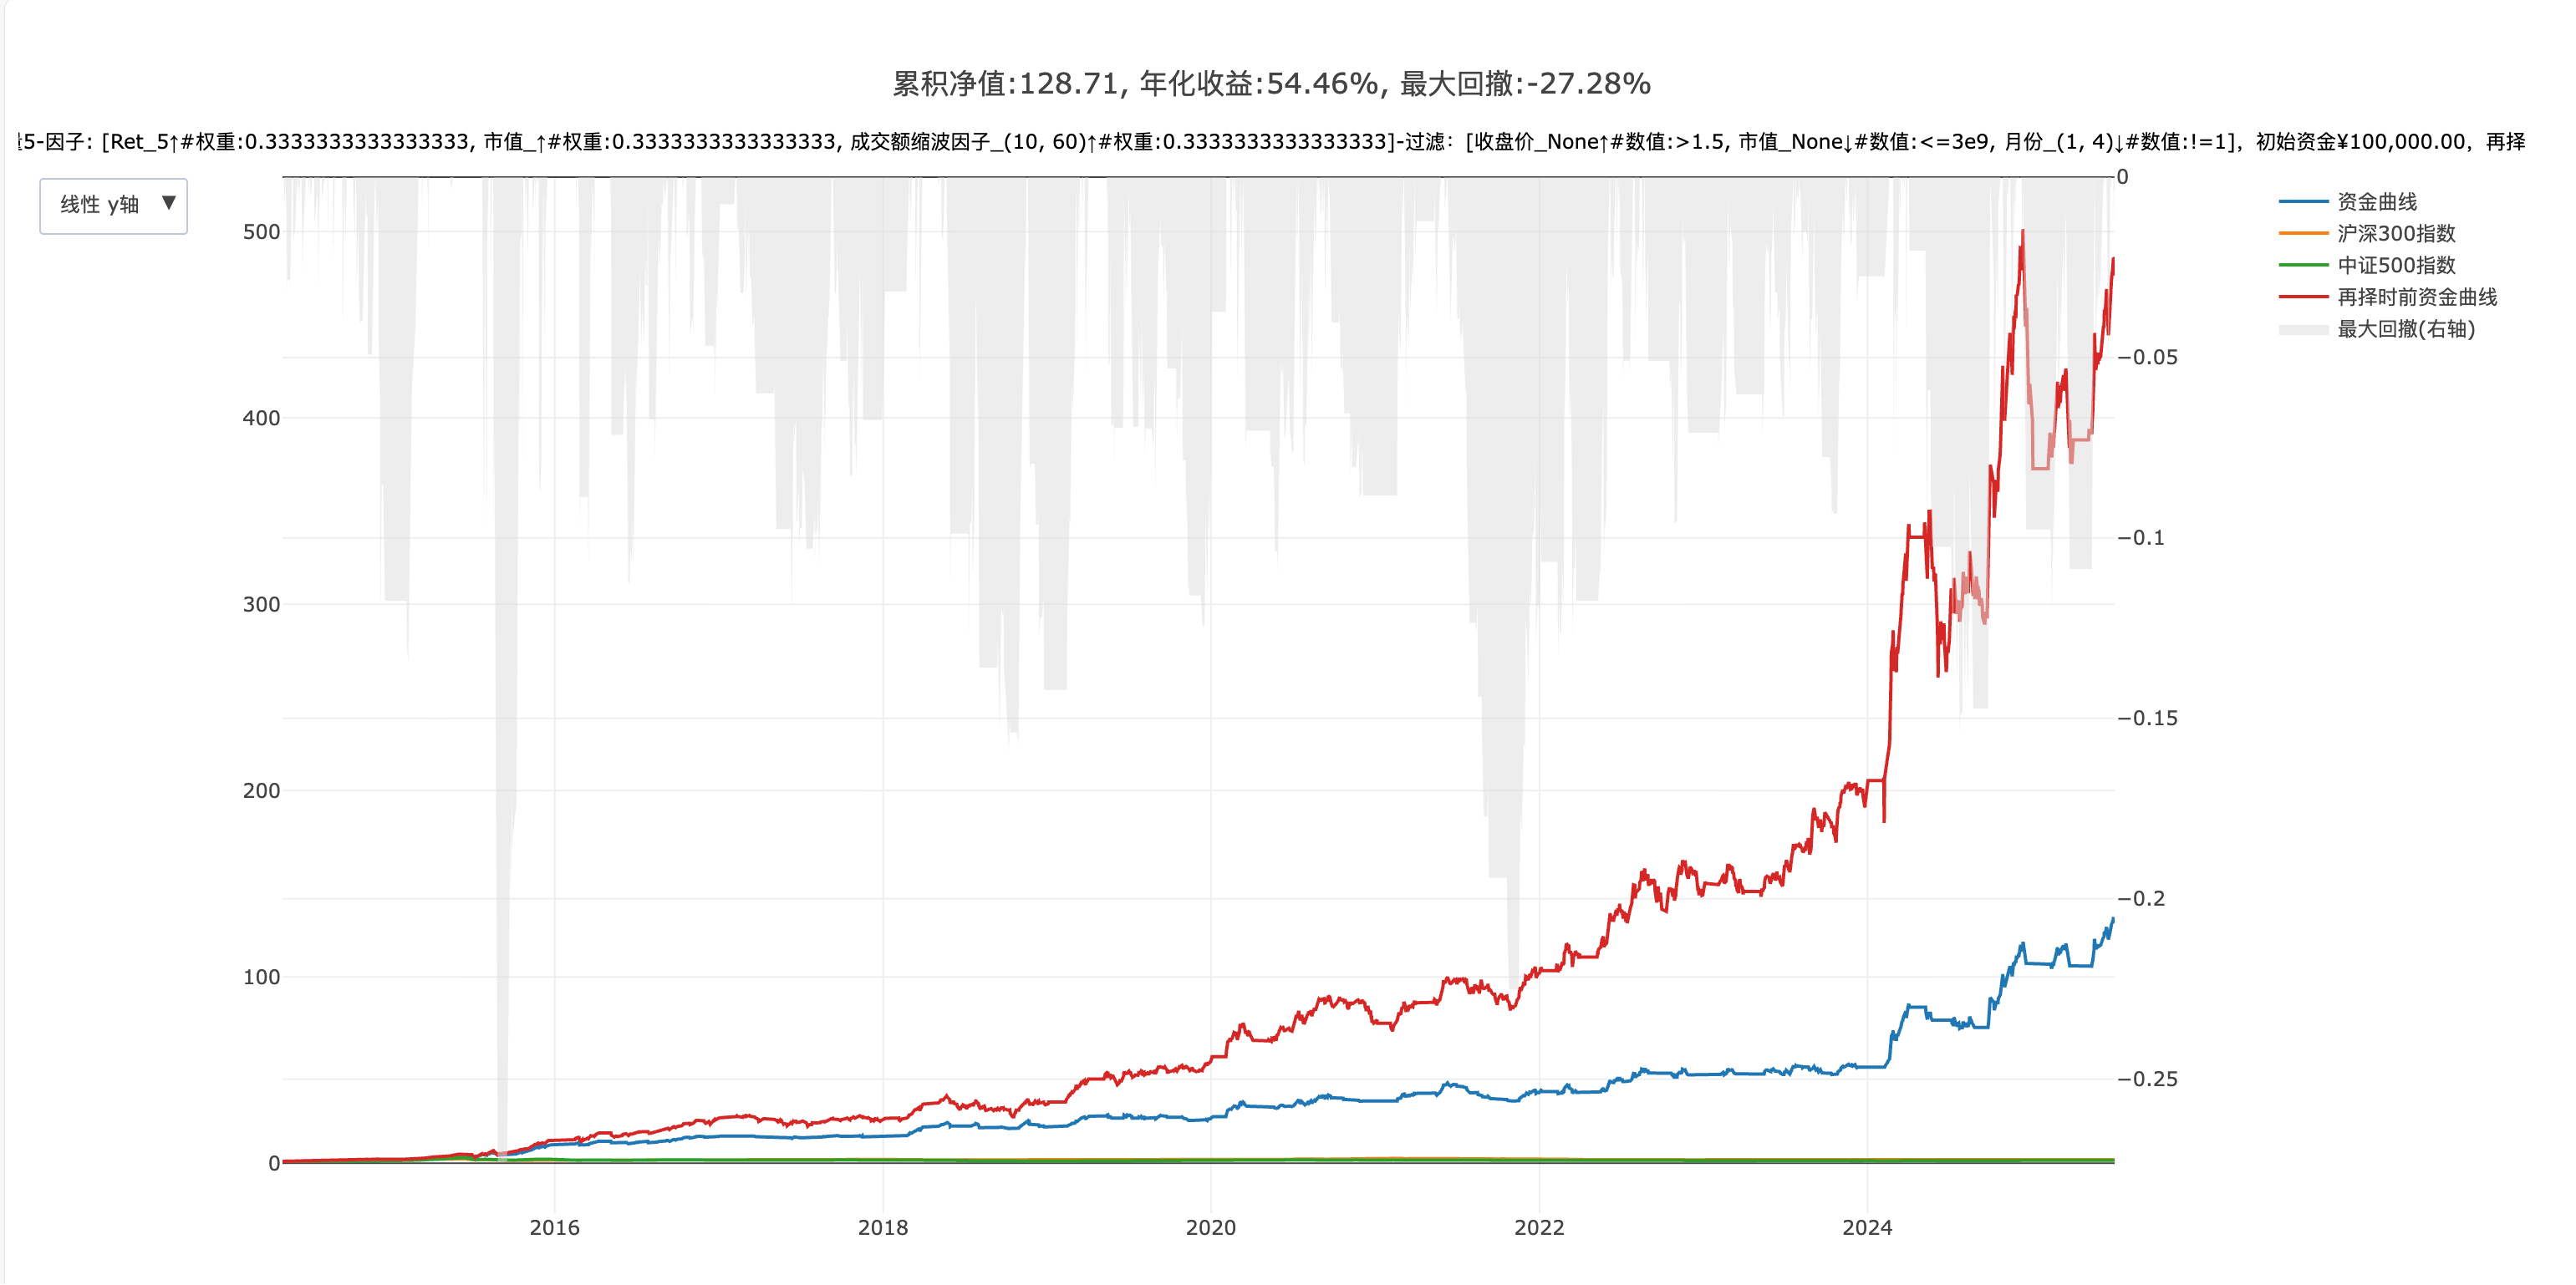 累积净值:128.71, 年化收益:54.46%, 最大回撤:-27.28%
5-因子: [Ret_5↑#权重:0.3333333333333333, 市值_↑#权重:0.3333333333333333, 成交额缩波因子_(10, 60)↑#权重:0.3333333333333333]-过滤: [收盘价_None↑#数值:>1.5, 市值_None↓#数值:<=3e9, 月份_(1, 4)↓#数值:!=1], 初始资金¥100,000.00, 再择
线性 y轴 ▼
500
400
300
200
100
0
0
−0.05
−0.1
−0.15
−0.2
−0.25
2016
2018
2020
2022
2024
资金曲线
沪深300指数
中证500指数
再择时前资金曲线
最大回撤(右轴)